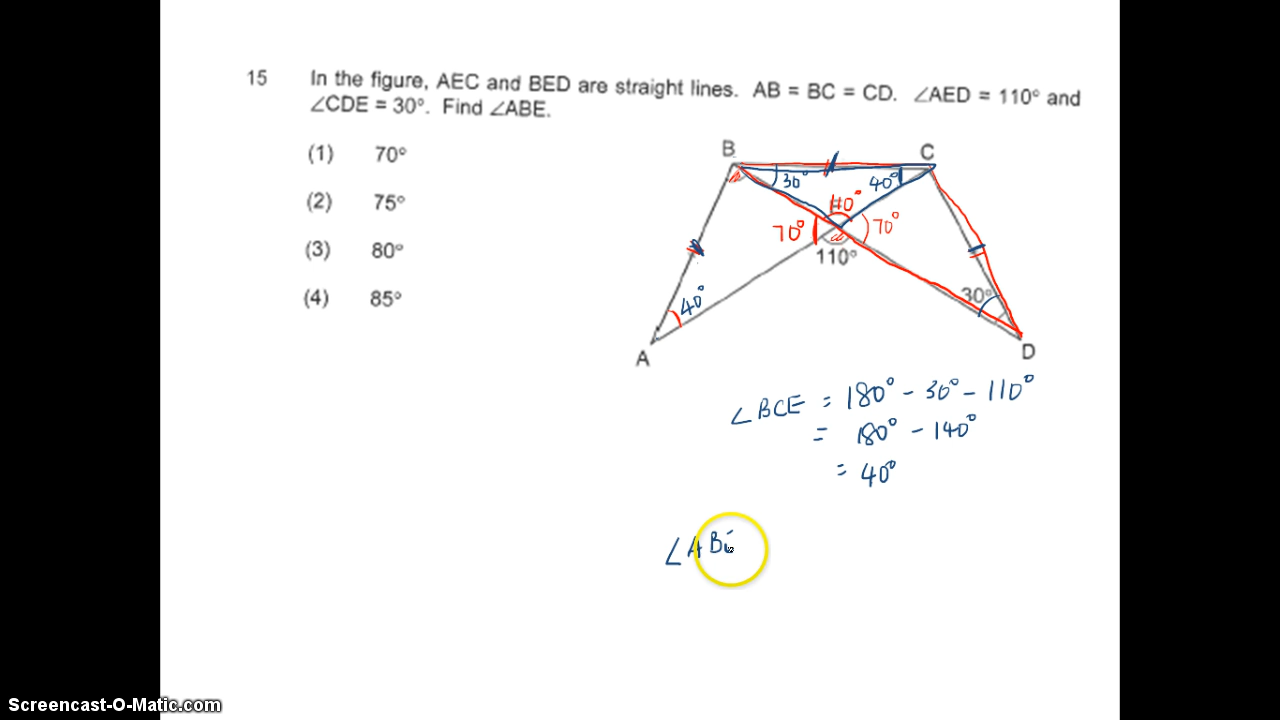 15 In the figure, AEC and BED are straight lines. AB = BC = CD. ∠AED = 110° and
∠CDE = 30°. Find ∠ABE.
(1) 70°
(2) 75°
(3) 80°
(4) 85°
B
C
30°
40°
110°
70°
70°
110°
40°
30°
A
D
∠BCE = 180° - 30° - 110°
= 180° - 140°
= 40°
∠AB
Screencast-O-Matic.com